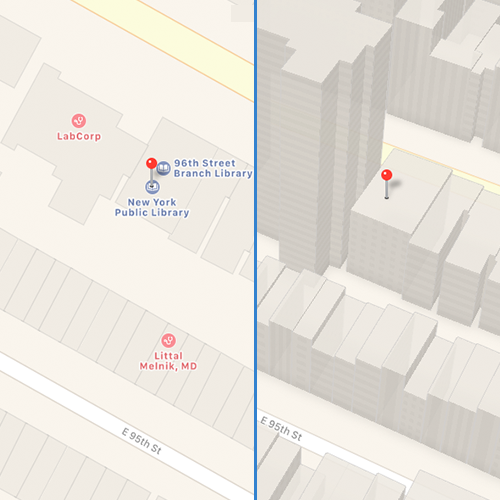 LabCorp
96th Street
Branch Library
New York
Public Library
Littal
Melnik, MD
E 95th St
E 95th St